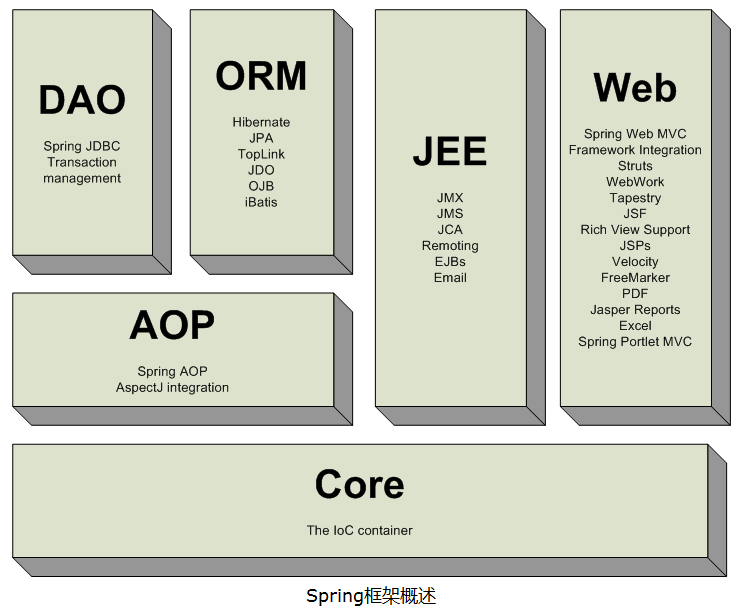 DAO
Spring JDBC
Transaction
management
ORM
Hibernate
JPA
TopLink
JDO
OJB
iBatis
JEE
JMX
JMS
JCA
Remoting
EJBs
Email
Web
Spring Web MVC
Framework Integration
Struts
WebWork
Tapestry
JSF
Rich View Support
JSPs
Velocity
FreeMarker
PDF
Jasper Reports
Excel
Spring Portlet MVC
AOP
Spring AOP
AspectJ integration
Core
The IoC container
Spring框架概述